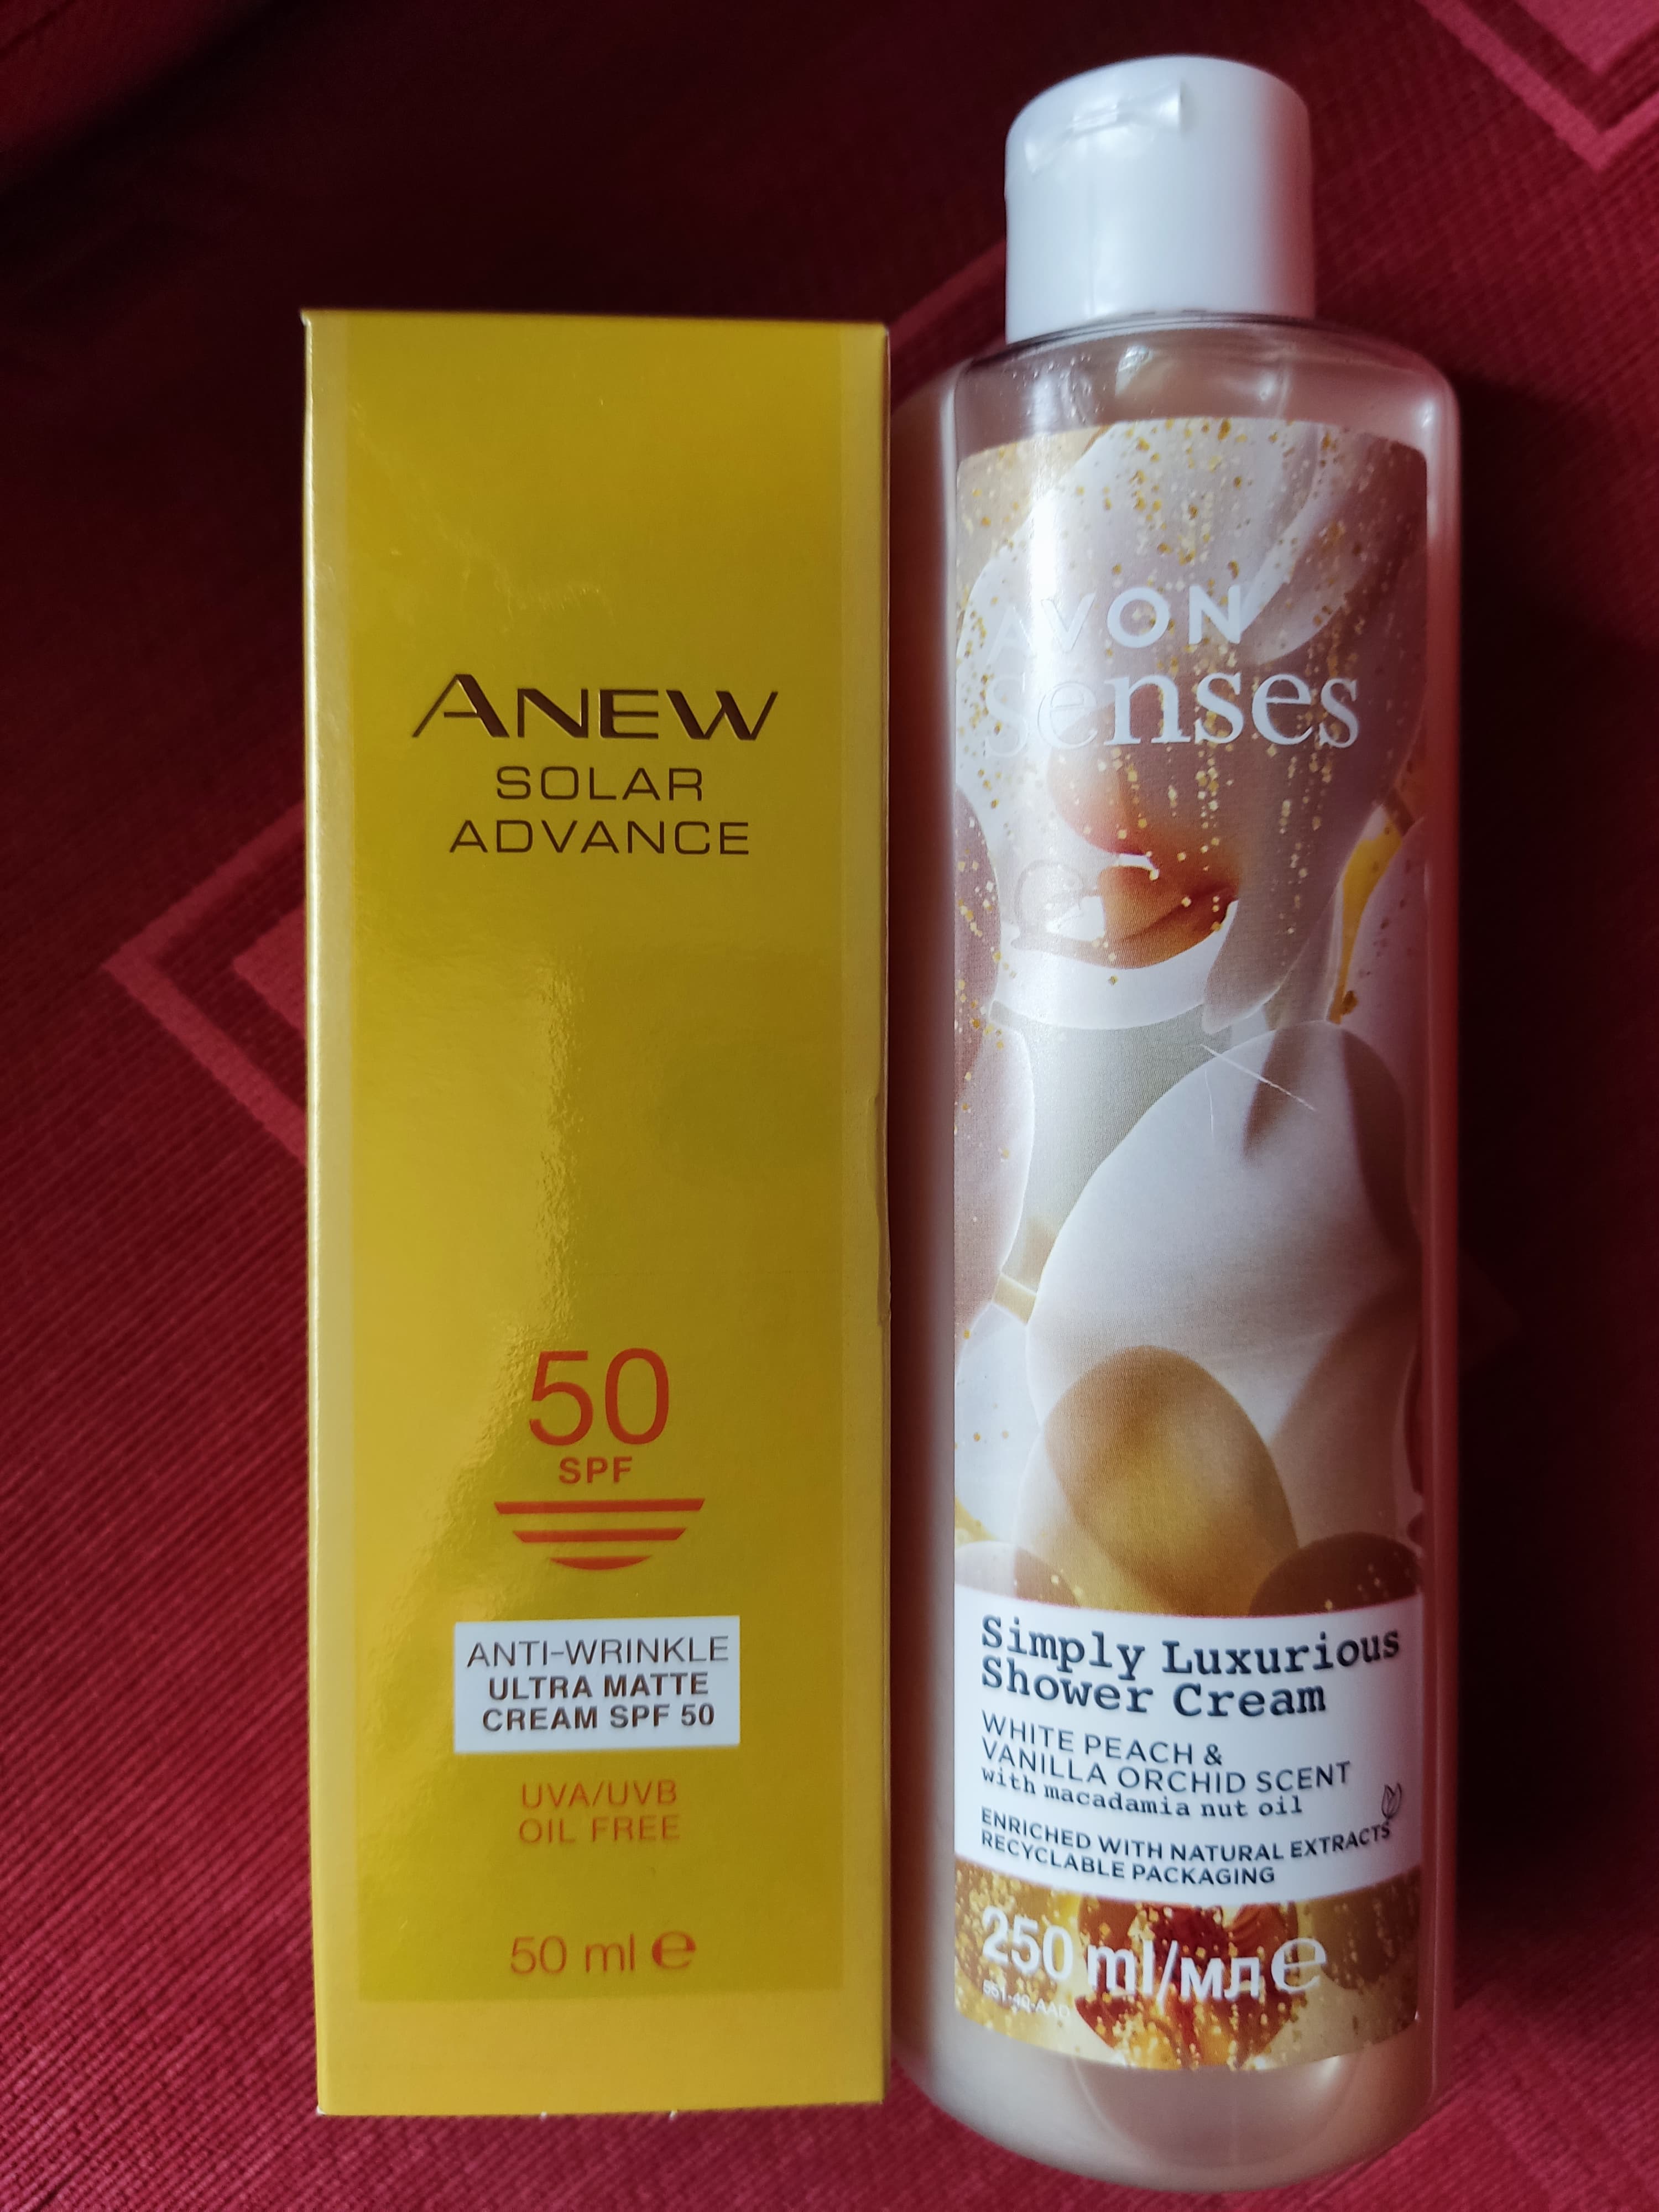 ANEW
SOLAR
ADVANCE
50
SPF
ANTI-WRINKLE
ULTRA MATTE
CREAM SPF 50
UVA/UVB
OIL FREE
50 ml ℮
AVON
senses
Simply Luxurious
Shower Cream
WHITE PEACH &
VANILLA ORCHID SCENT
with macadamia nut oil
ENRICHED WITH NATURAL EXTRACTS
RECYCLABLE PACKAGING
250 ml/мл ℮